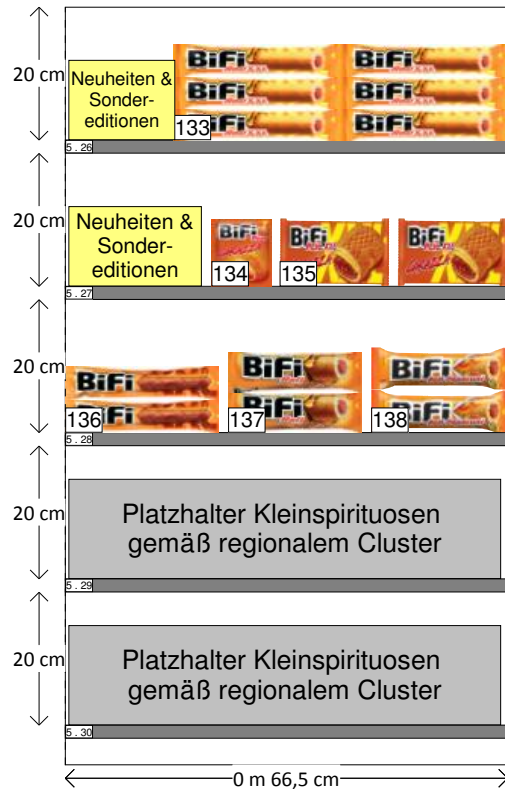 20 cm
Neuheiten &
Sonder-
editionen
BiFi
BiFi
BiFi
BiFi
BiFi
BiFi
133
5.26
20 cm
Neuheiten &
Sonder-
editionen
BiFi
134
BiFi
135
BiFi
5.27
20 cm
BiFi
BiFi
136
BiFi
BiFi
137
BiFi
BiFi
138
5.28
20 cm
Platzhalter Kleinspirituosen
gemäß regionalem Cluster
5.29
20 cm
Platzhalter Kleinspirituosen
gemäß regionalem Cluster
5.30
0 m 66,5 cm